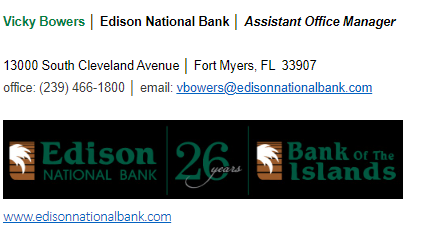 Vicky Bowers | Edison National Bank | Assistant Office Manager
13000 South Cleveland Avenue | Fort Myers, FL  33907
office: (239) 466-1800 | email: vbowers@edisonnationalbank.com
Edison NATIONAL BANK
26 years
Bank Of The Islands
www.edisonnationalbank.com